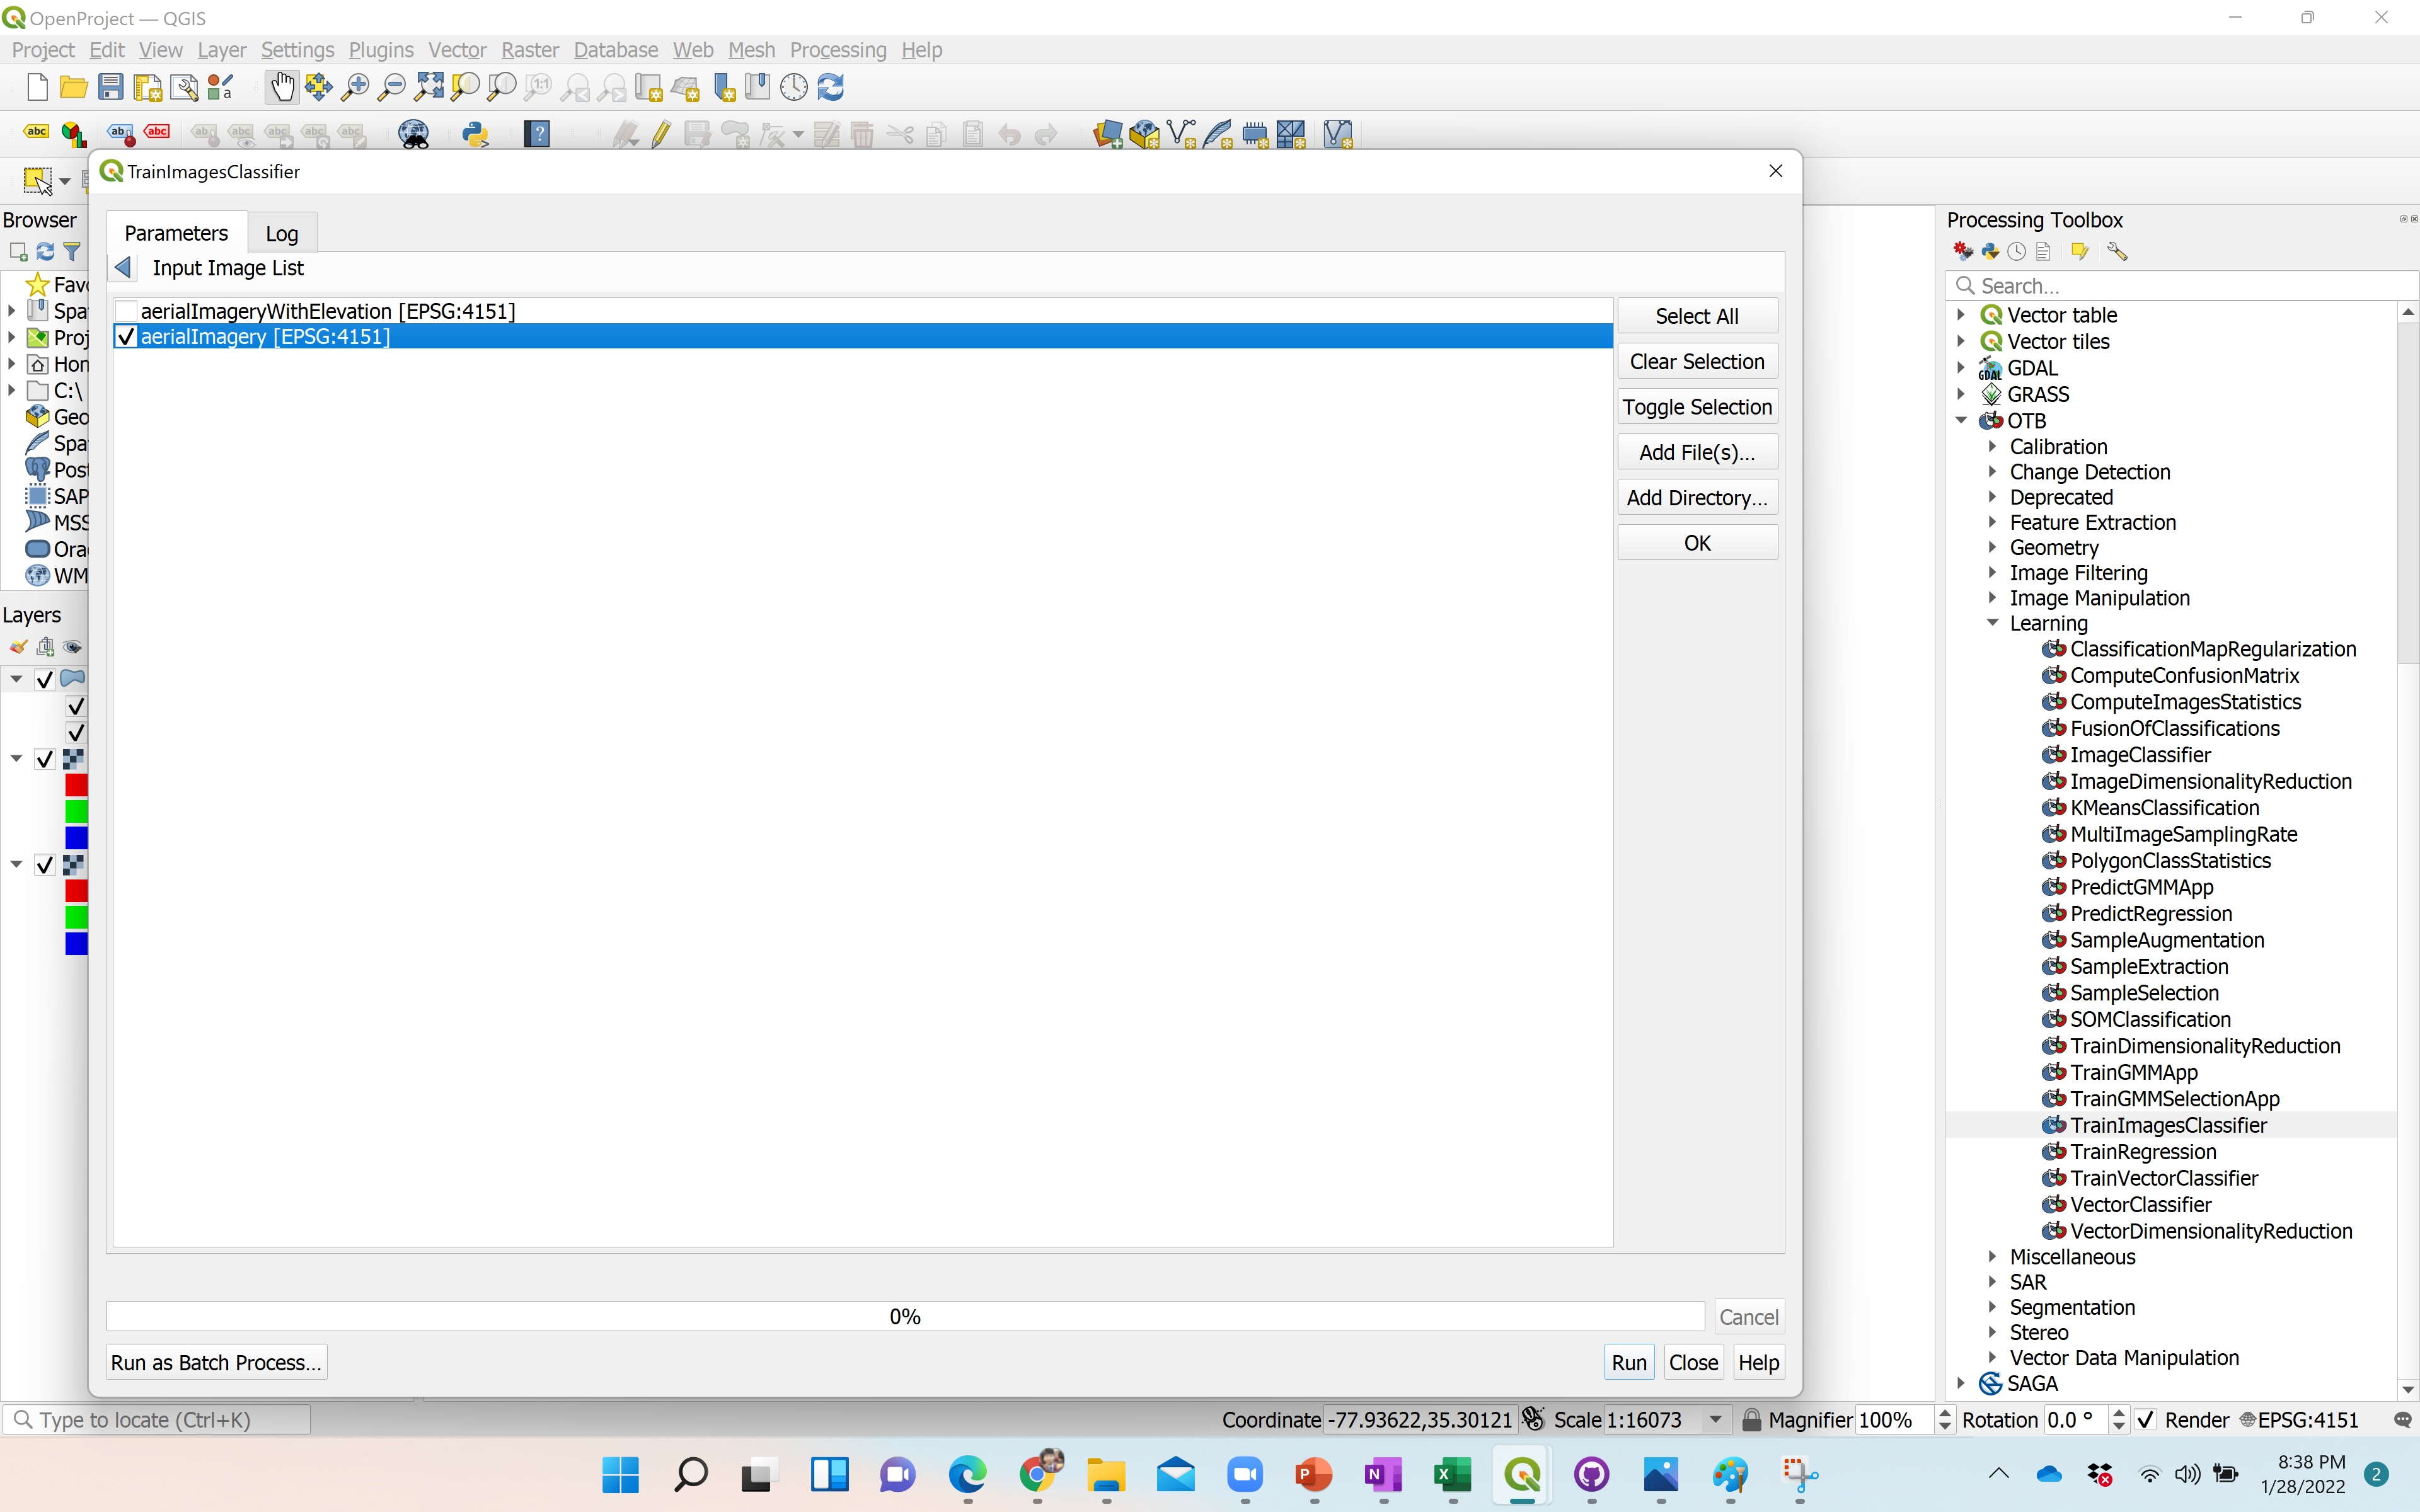 OpenProject — QGIS
Project Edit View Layer Settings Plugins Vector Raster Database Web Mesh Processing Help
TrainImagesClassifier
Parameters Log
Input Image List
aerialImageryWithElevation [EPSG:4151]
aerialImagery [EPSG:4151]
Select All
Clear Selection
Toggle Selection
Add File(s)...
Add Directory...
OK
0%
Cancel
Run as Batch Process...
Run Close Help
Browser
Fav
Spa
Proj
Hom
C:\
Geo
Spa
Post
SAP
MSS
Ora
WM
Layers
Processing Toolbox
Search...
Vector table
Vector tiles
GDAL
GRASS
OTB
Calibration
Change Detection
Deprecated
Feature Extraction
Geometry
Image Filtering
Image Manipulation
Learning
ClassificationMapRegularization
ComputeConfusionMatrix
ComputeImagesStatistics
FusionOfClassifications
ImageClassifier
ImageDimensionalityReduction
KMeansClassification
MultiImageSamplingRate
PolygonClassStatistics
PredictGMMApp
PredictRegression
SampleAugmentation
SampleExtraction
SampleSelection
SOMClassification
TrainDimensionalityReduction
TrainGMMApp
TrainGMMSelectionApp
TrainImagesClassifier
TrainRegression
TrainVectorClassifier
VectorClassifier
VectorDimensionalityReduction
Miscellaneous
SAR
Segmentation
Stereo
Vector Data Manipulation
SAGA
Type to locate (Ctrl+K)
Coordinate -77.93622,35.30121 Scale 1:16073 Magnifier 100% Rotation 0.0 ° Render EPSG:4151
8:38 PM
1/28/2022
2